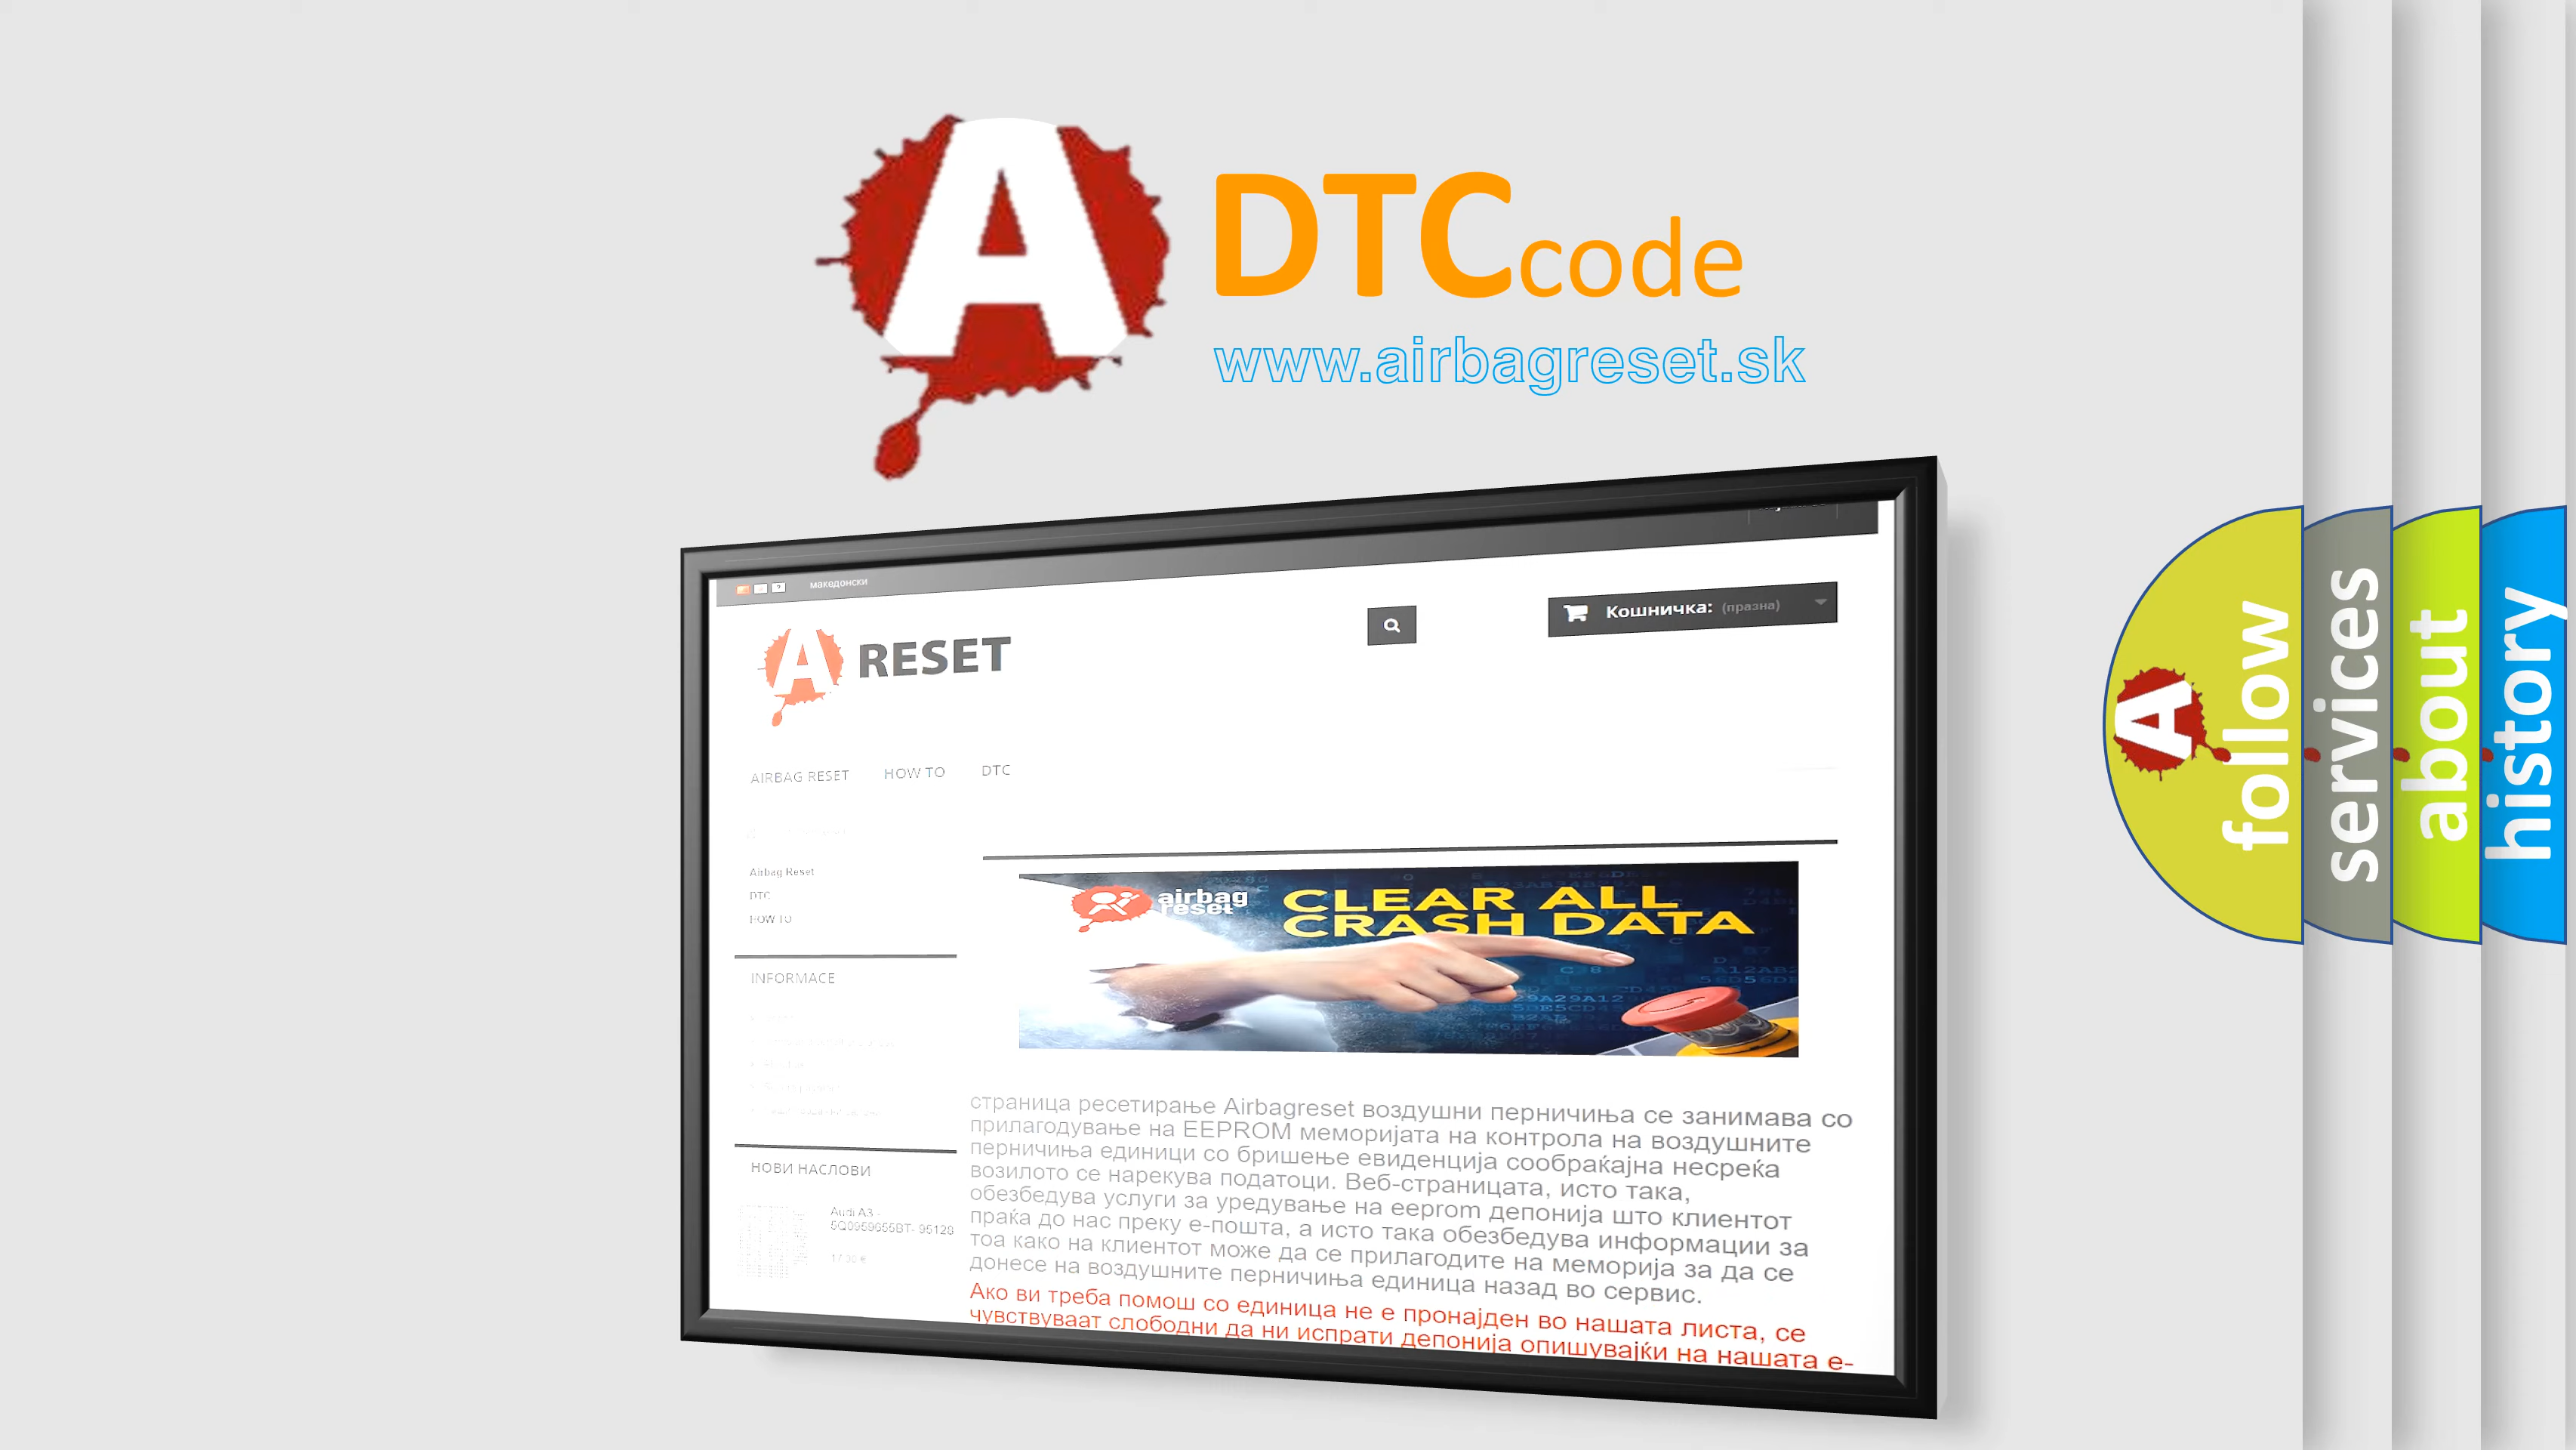 A DTCcode
www.airbagreset.sk
македонски
A RESET
Кошничка: (празна)
AIRBAG RESET HOW TO DTC
Airbag Reset
DTC
HOW TO
INFORMACE
НОВИ НАСЛОВИ
Audi A3 -
5Q0959655BT- 95128
17.00 €
airbag
reset
CLEAR ALL
CRASH DATA
страница ресетирање Airbagreset воздушни перничиња се занимава со
прилагодување на EEPROM меморијата на контрола на воздушните
перничиња единици со бришење евиденција сообраќајна несреќа
возилото се нарекува податоци. Веб-страницата, исто така,
обезбедува услуги за уредување на eeprom депонија што клиентот
праќа до нас преку е-пошта, а исто така обезбедува информации за
тоа како на клиентот може да се прилагодите на меморија за да се
донесе на воздушните перничиња единица назад во сервис.
Ако ви треба помош со единица не е пронајден во нашата листа, се
чувствуваат слободни да ни испрати депонија опишувајќи на нашата е-
A follow
services
about
history